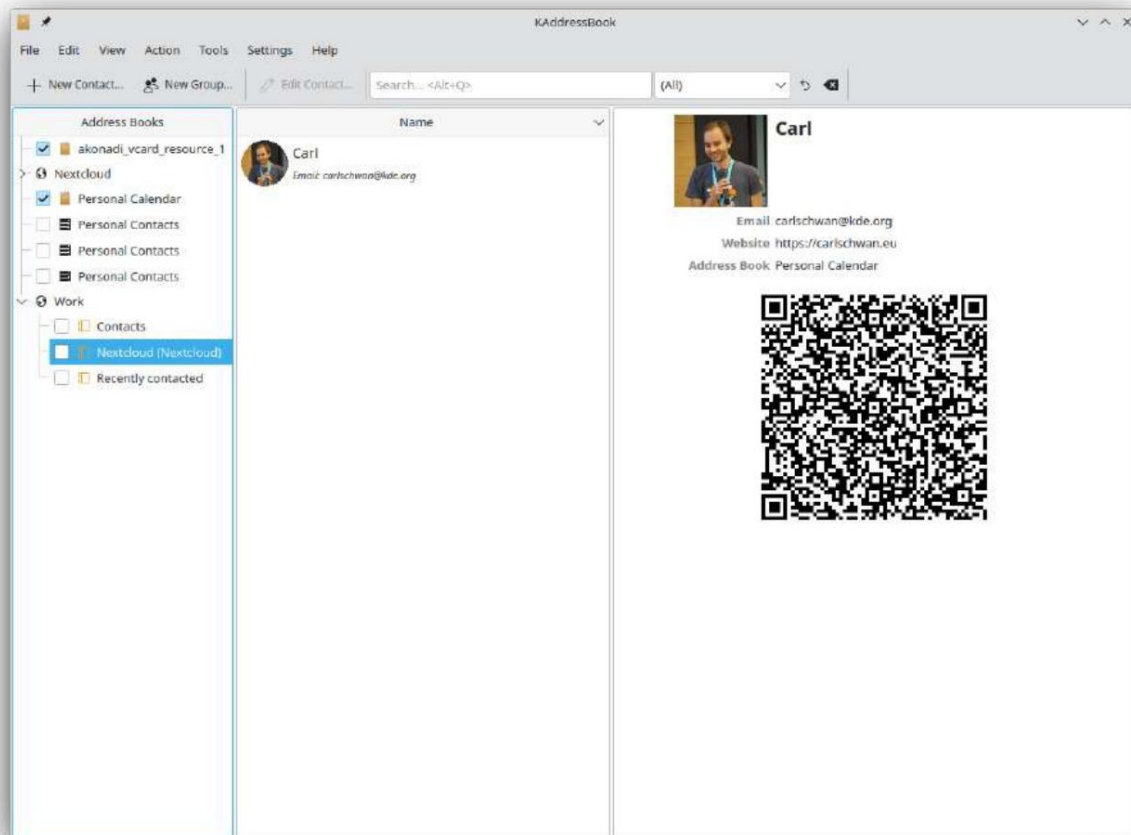 KAddressBook
File Edit View Action Tools Settings Help
New Contact... New Group... Edit Contact... Search... <Alt+Q> (All)
Address Books
akonadi_vcard_resource_1
Nextcloud
Personal Calendar
Personal Contacts
Personal Contacts
Personal Contacts
Work
Contacts
Nextcloud (Nextcloud)
Recently contacted
Name
Carl
Email: carlschwan@kde.org
Carl
Email carlschwan@kde.org
Website https://carlschwan.eu
Address Book Personal Calendar